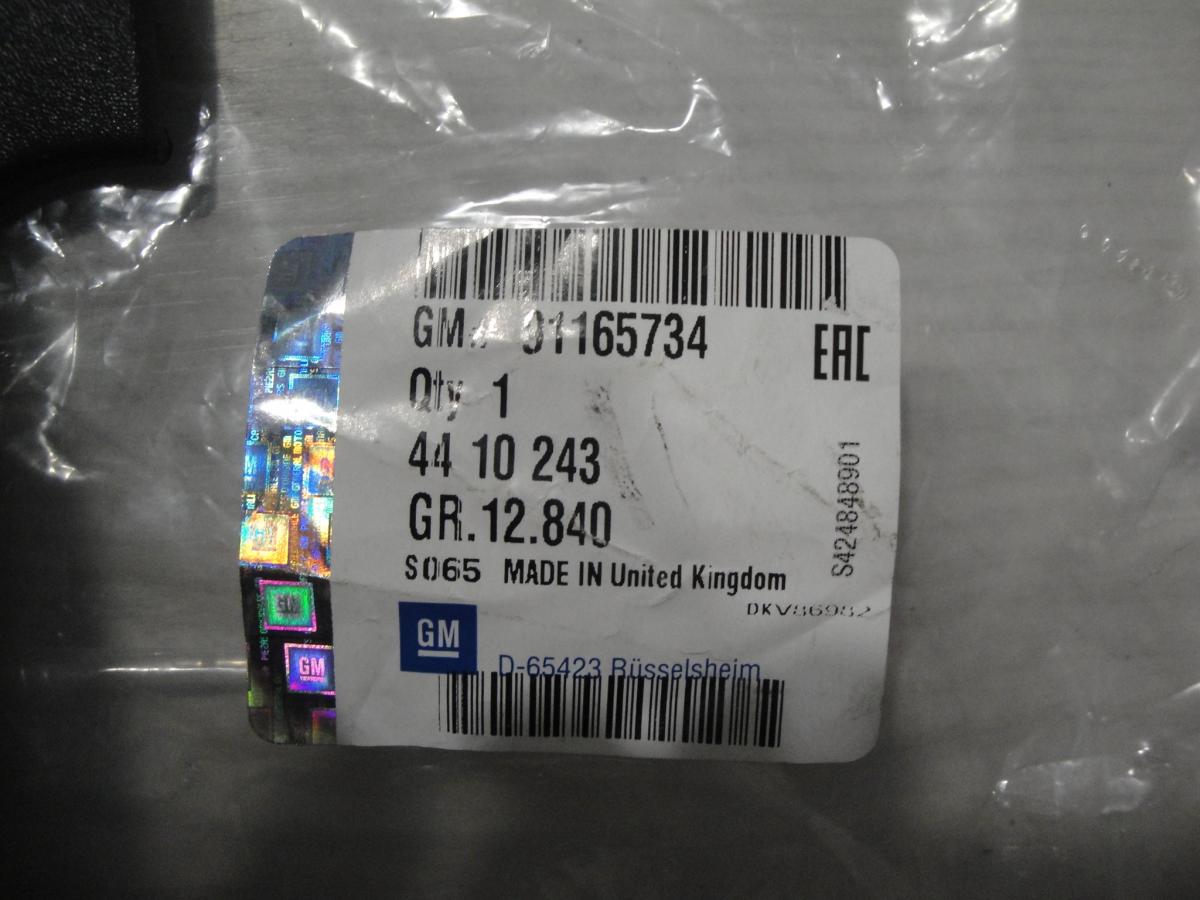 GM# 01165734
EAC
Qty 1
44 10 243
GR.12.840
S065 MADE IN United Kingdom
S424848901
DKV86982
GM
D-65423 Rüsselsheim
GM